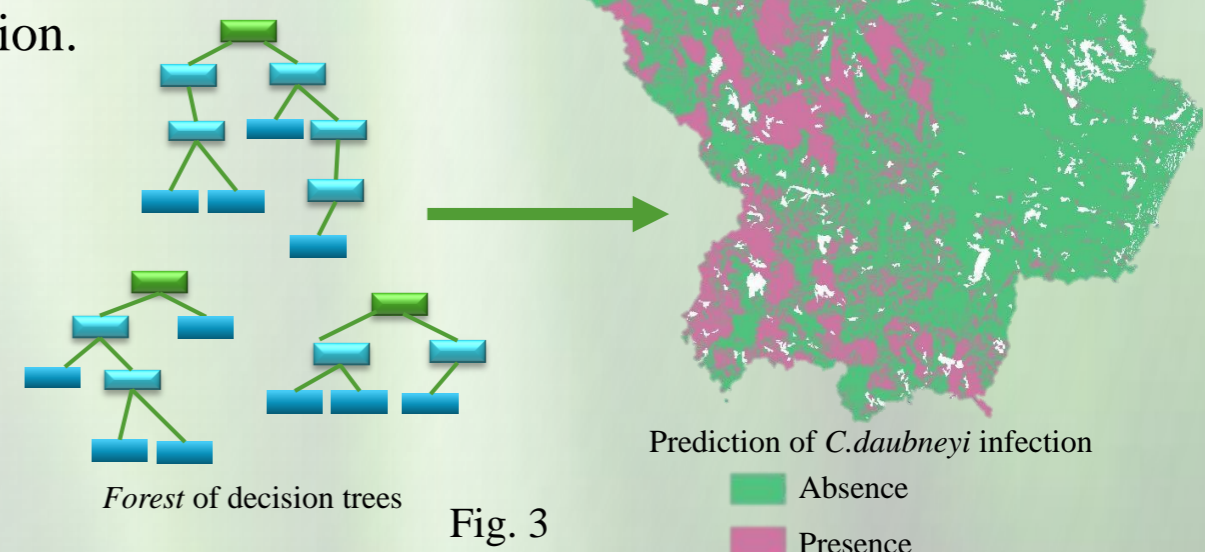 ion.
Prediction of C.daubneyi infection
Absence
Presence
Forest of decision trees
Fig. 3